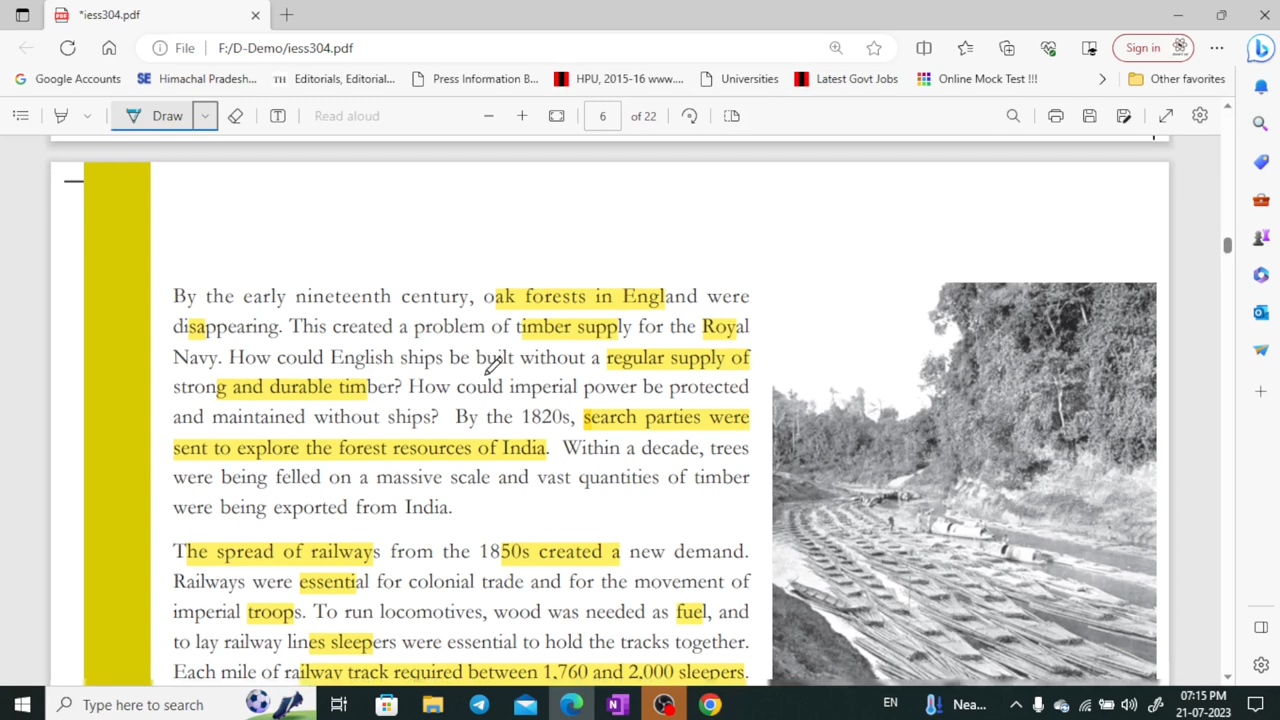 *iess304.pdf
File F:/D-Demo/iess304.pdf
Sign in
Google Accounts SE Himachal Pradesh... TH Editorials, Editorial... Press Information B... HPU, 2015-16 www.... Universities Latest Govt Jobs Online Mock Test !!! Other favorites
Draw Read aloud 6 of 22
By the early nineteenth century, oak forests in England were
disappearing. This created a problem of timber supply for the Royal
Navy. How could English ships be built without a regular supply of
strong and durable timber? How could imperial power be protected
and maintained without ships? By the 1820s, search parties were
sent to explore the forest resources of India. Within a decade, trees
were being felled on a massive scale and vast quantities of timber
were being exported from India.
The spread of railways from the 1850s created a new demand.
Railways were essential for colonial trade and for the movement of
imperial troops. To run locomotives, wood was needed as fuel, and
to lay railway lines sleepers were essential to hold the tracks together.
Each mile of railway track required between 1,760 and 2,000 sleepers.
Type here to search
Nea...
EN
07:15 PM
21-07-2023